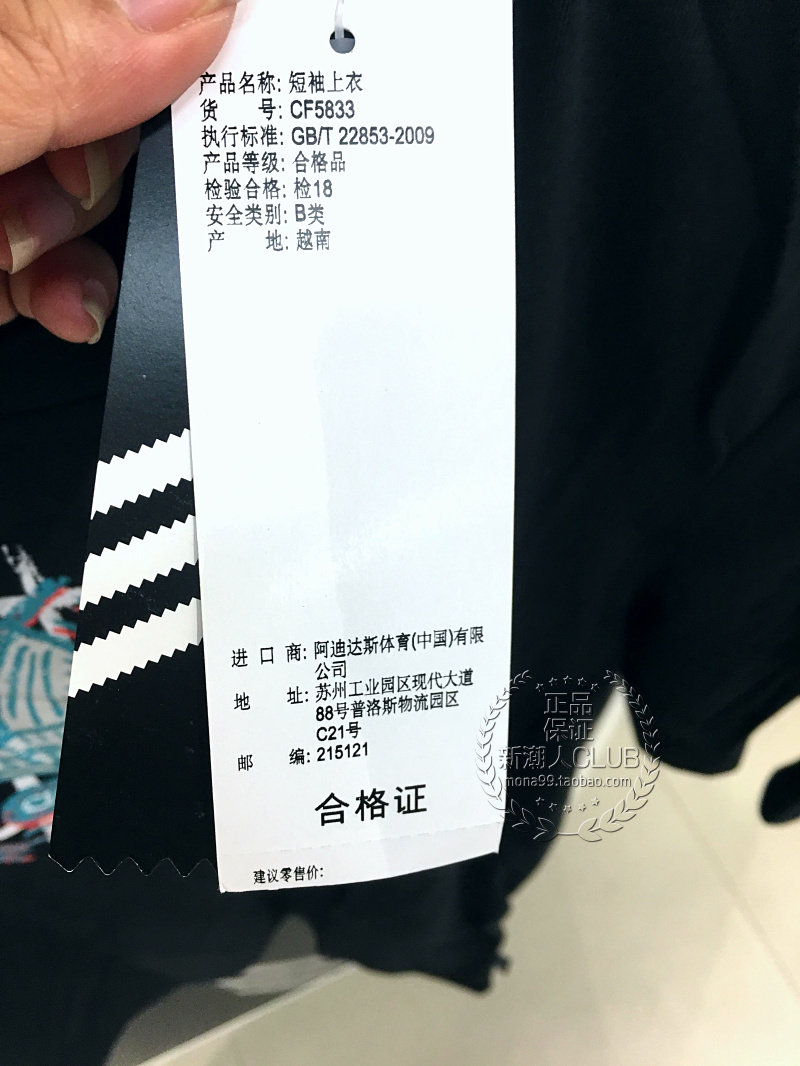 产品名称: 短袖上衣
货 号: CF5833
执行标准: GB/T 22853-2009
产品等级: 合格品
检验合格: 检18
安全类别: B类
产 地: 越南
进 口 商: 阿迪达斯体育(中国)有限
公司
地 址: 苏州工业园区现代大道
88号普洛斯物流园区
C21号
邮 编: 215121
合格证
建议零售价:
正品
保证
新潮人CLUB
mona99.taobao.com